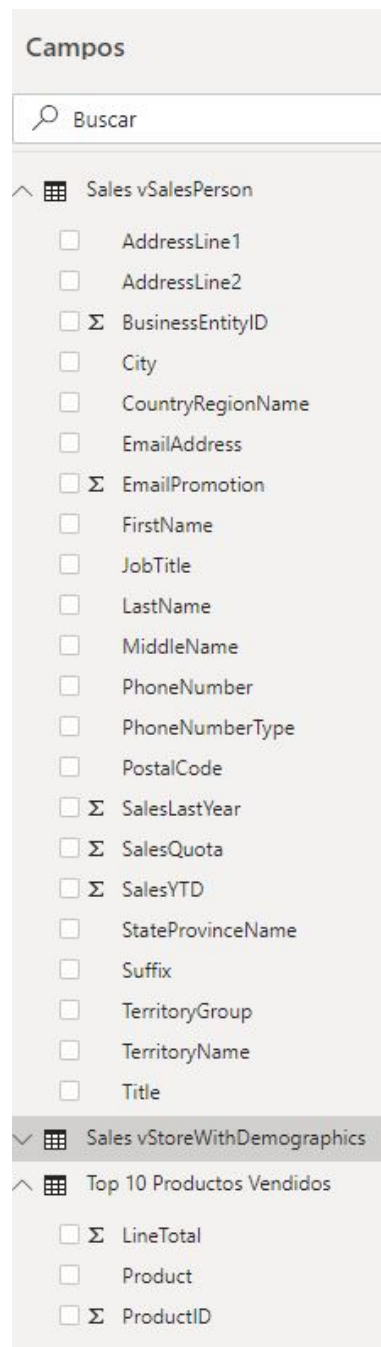 Campos
Buscar
Sales vSalesPerson
AddressLine1
AddressLine2
Σ BusinessEntityID
City
CountryRegionName
EmailAddress
Σ EmailPromotion
FirstName
JobTitle
LastName
MiddleName
PhoneNumber
PhoneNumberType
PostalCode
Σ SalesLastYear
Σ SalesQuota
Σ SalesYTD
StateProvinceName
Suffix
TerritoryGroup
TerritoryName
Title
Sales vStoreWithDemographics
Top 10 Productos Vendidos
Σ LineTotal
Product
Σ ProductID